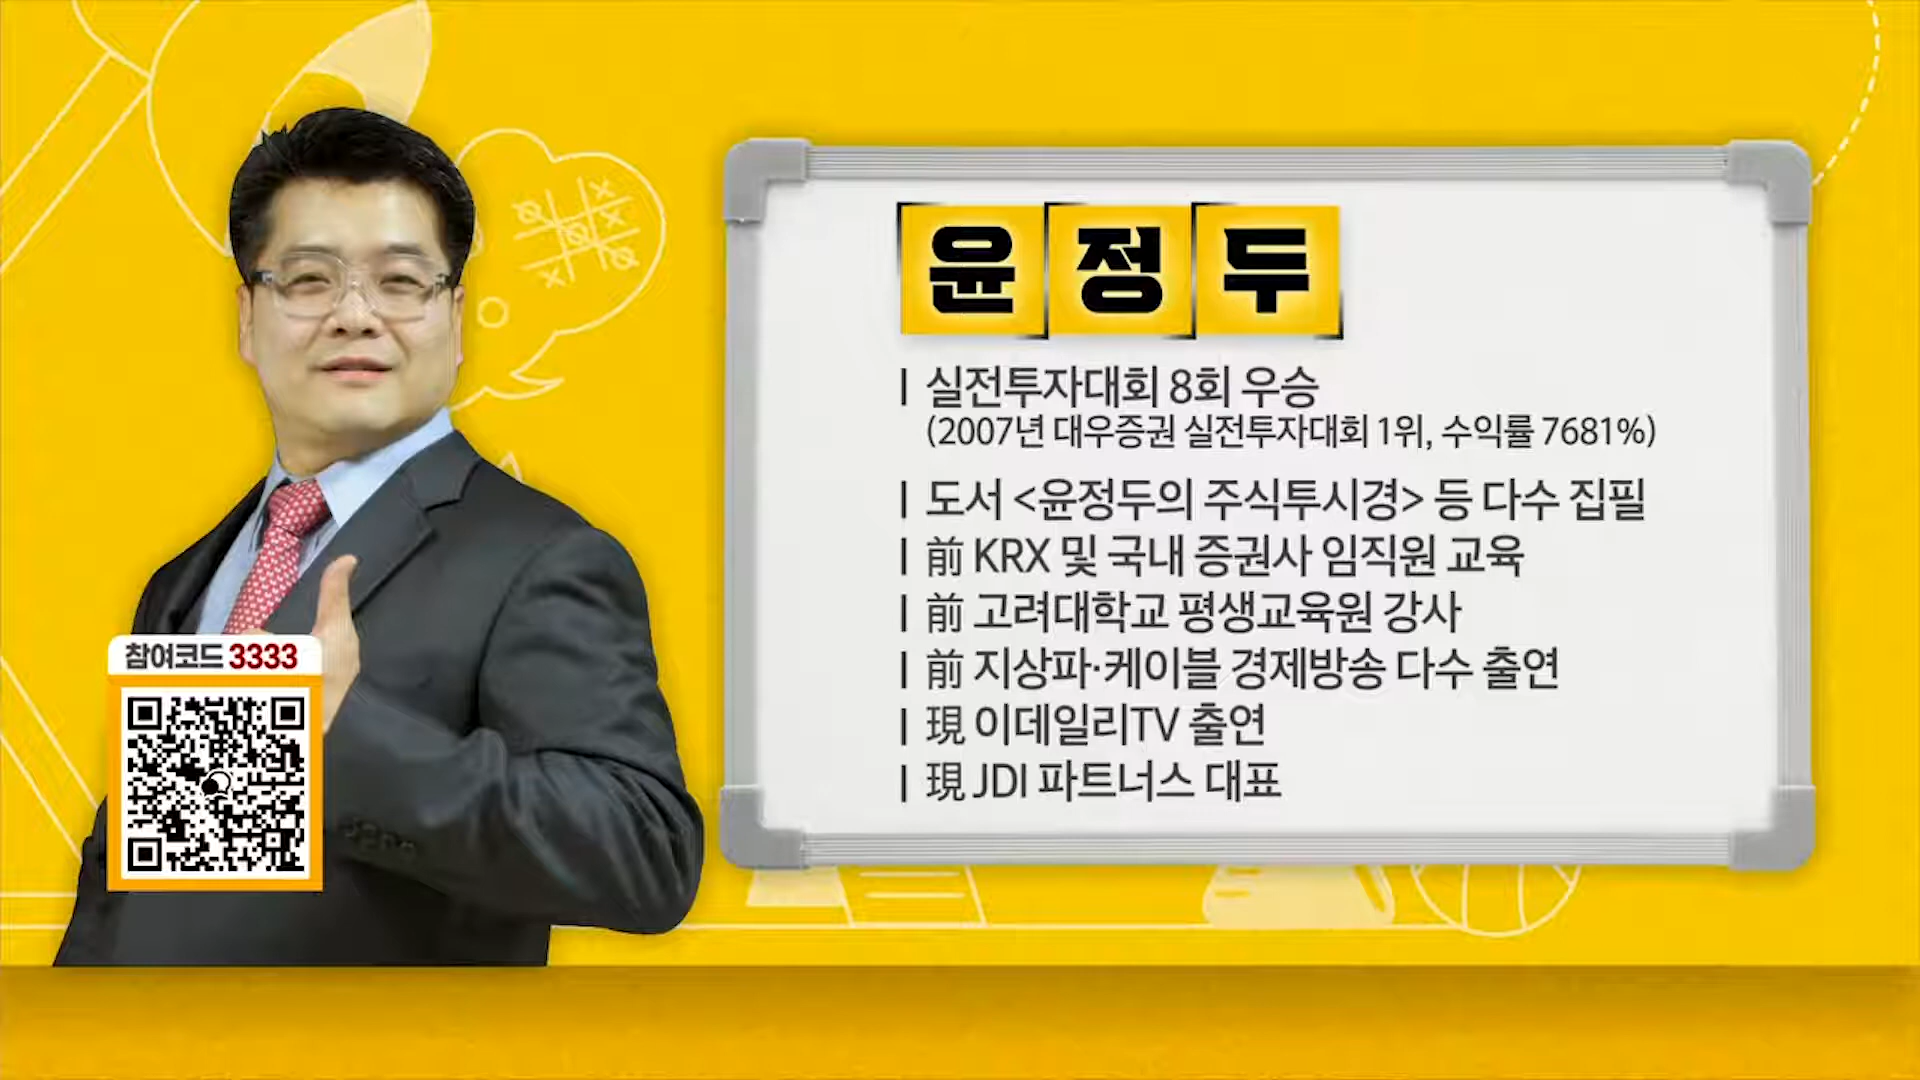 윤정두
실전투자대회 8회 우승
(2007년 대우증권 실전투자대회 1위, 수익률 7681%)
도서 <윤정두의 주식투시경> 등 다수 집필
前 KRX 및 국내 증권사 임직원 교육
前 고려대학교 평생교육원 강사
前 지상파·케이블 경제방송 다수 출연
現 이데일리TV 출연
現 JDI 파트너스 대표
참여코드 3333